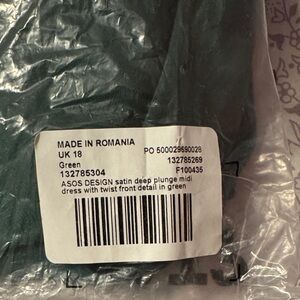 MADE IN ROMANIA
UK 18 PO 500029690028
Green 132785269
132785304 F100435
ASOS DESIGN satin deep plunge midi
dress with twist front detail in green